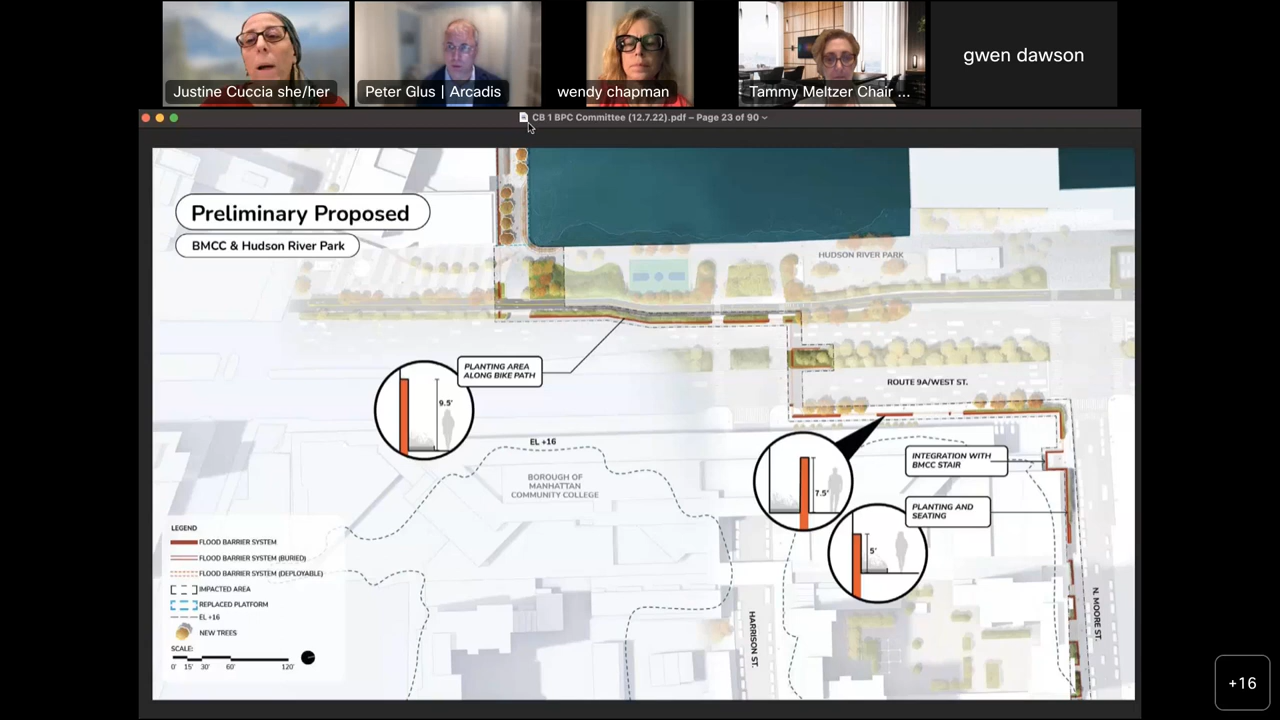 Justine Cuccia she/her
Peter Glus | Arcadis
wendy chapman
Tammy Meltzer Chair ...
gwen dawson
CB 1 BPC Committee (12.7.22).pdf – Page 23 of 90
Preliminary Proposed
BMCC & Hudson River Park
HUDSON RIVER PARK
PLANTING AREA
ALONG BIKE PATH
9.5'
ROUTE 9A/WEST ST.
EL +16
BOROUGH OF
MANHATTAN
COMMUNITY COLLEGE
7.5'
INTEGRATION WITH
BMCC STAIR
PLANTING AND
SEATING
5'
HARRISON ST.
N. MOORE ST.
LEGEND
FLOOD BARRIER SYSTEM
FLOOD BARRIER SYSTEM (BURIED)
FLOOD BARRIER SYSTEM (DEPLOYABLE)
IMPACTED AREA
REPLACED PLATFORM
EL +16
NEW TREES
SCALE:
0' 15' 30' 60' 120'
+16